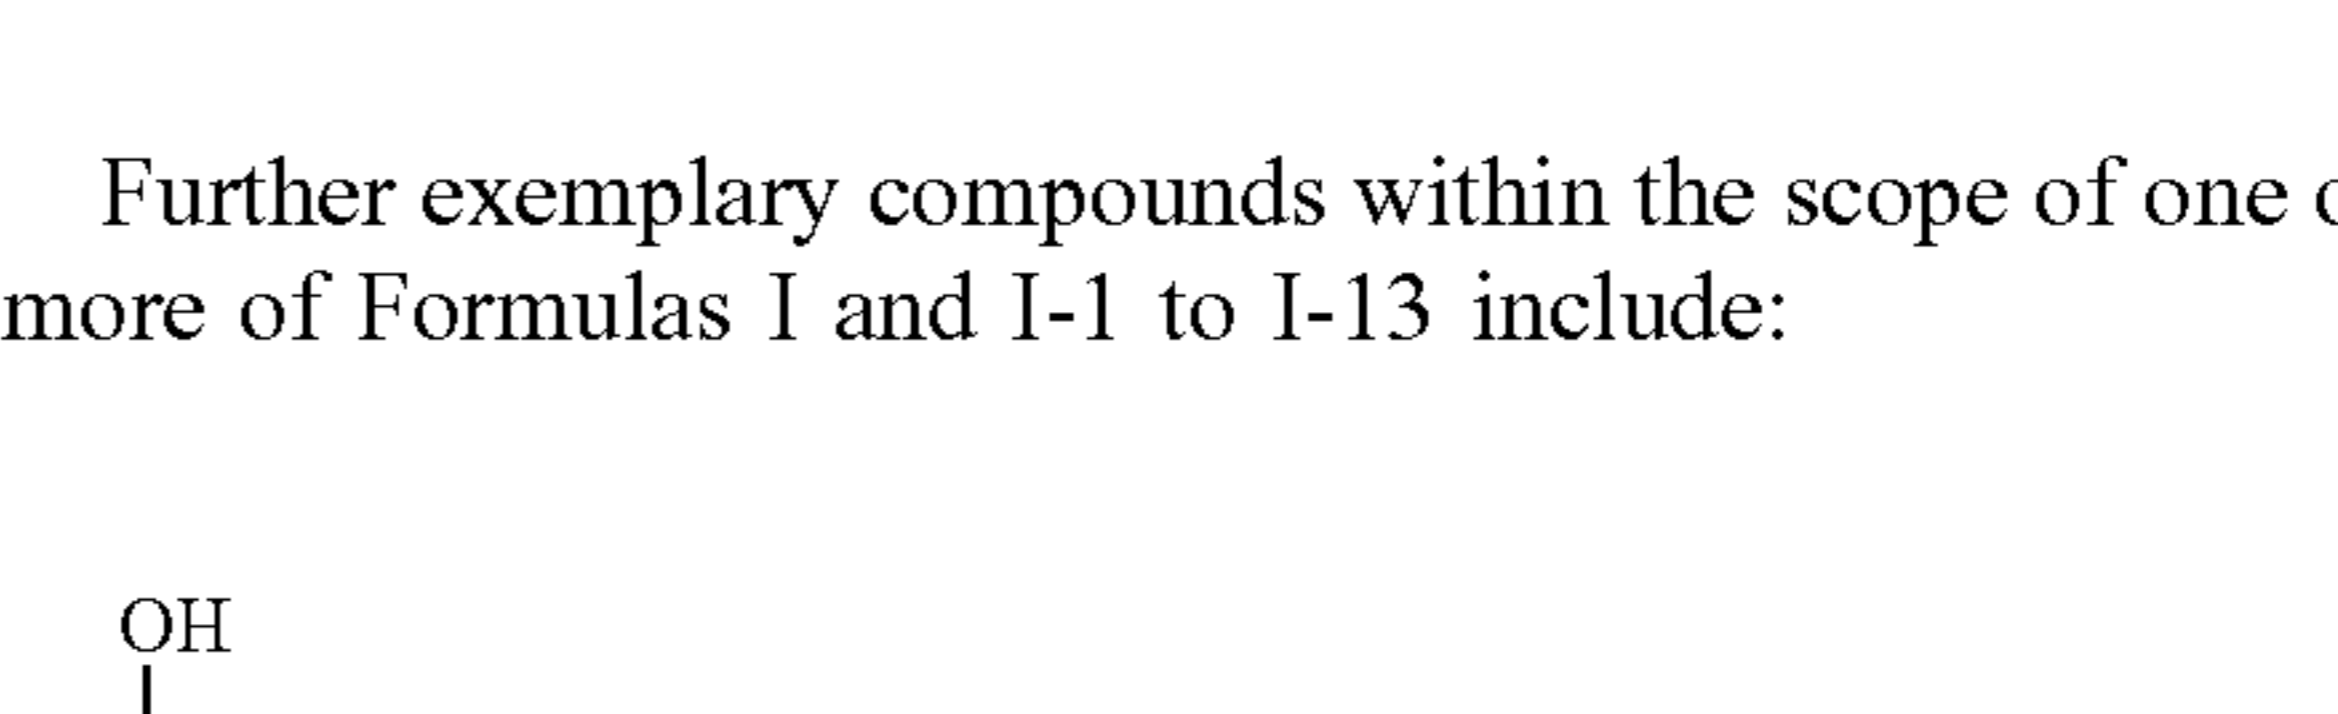 Further exemplary compounds within the scope of one
more of Formulas I and I-1 to I-13 include:
OH